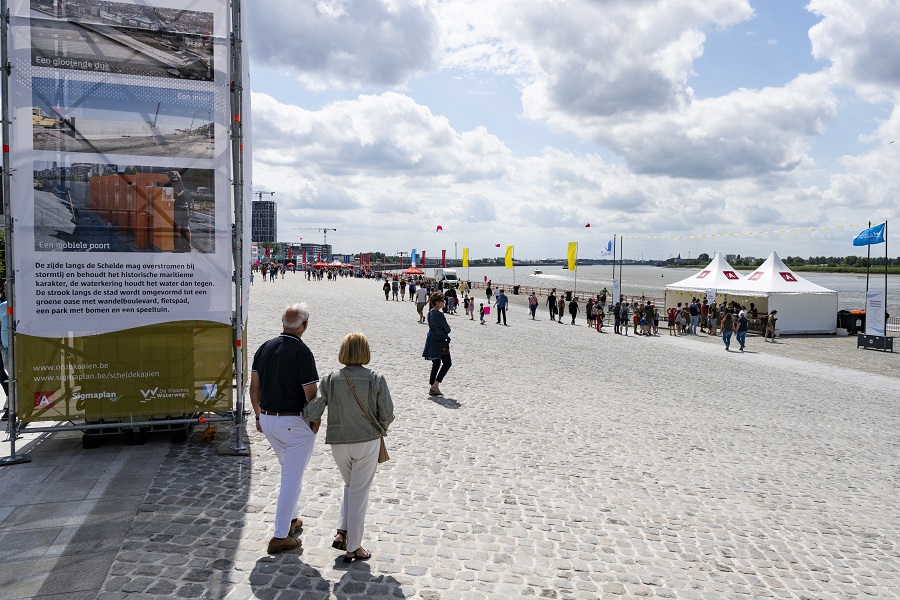 Een glooiende dijk
Een muur
Een mobiele poort
De zijde langs de Schelde mag overstromen bij
stormtij en behoudt het historische maritieme
karakter, de waterkering houdt het water dan tegen.
De strook langs de stad wordt omgevormd tot een
groene oase met wandelboulevard, fietspad,
een park met bomen en een speeltuin.
www.onzekaaien.be
www.sigmaplan.be/scheldekaaien
A
Sigmaplan
De Vlaamse
Waterweg
A
A